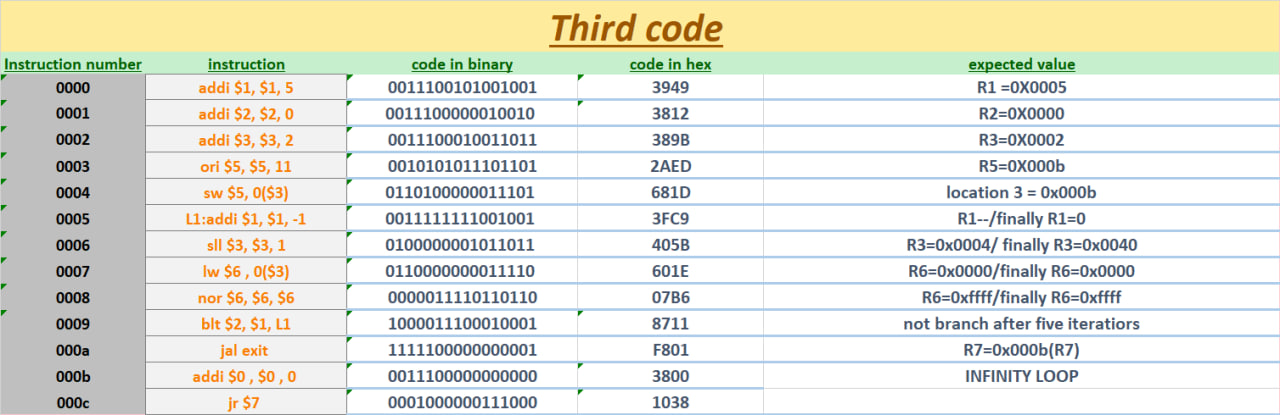 Third code
Instruction number instruction code in binary code in hex expected value
0000 addi $1, $1, 5 0011100101001001 3949 R1 =0X0005
0001 addi $2, $2, 0 0011100000010010 3812 R2=0X0000
0002 addi $3, $3, 2 0011100010011011 389B R3=0X0002
0003 ori $5, $5, 11 0010101011101101 2AED R5=0X000b
0004 sw $5, 0($3) 0110100000011101 681D location 3 = 0x000b
0005 L1:addi $1, $1, -1 0011111111001001 3FC9 R1--/finally R1=0
0006 sll $3, $3, 1 0100000001011011 405B R3=0x0004/ finally R3=0x0040
0007 lw $6 , 0($3) 0110000000011110 601E R6=0x0000/finally R6=0x0000
0008 nor $6, $6, $6 0000011110110110 07B6 R6=0xffff/finally R6=0xffff
0009 blt $2, $1, L1 1000011100010001 8711 not branch after five iteratiors
000a jal exit 1111100000000001 F801 R7=0x000b(R7)
000b addi $0 , $0 , 0 0011100000000000 3800 INFINITY LOOP
000c jr $7 0001000000111000 1038